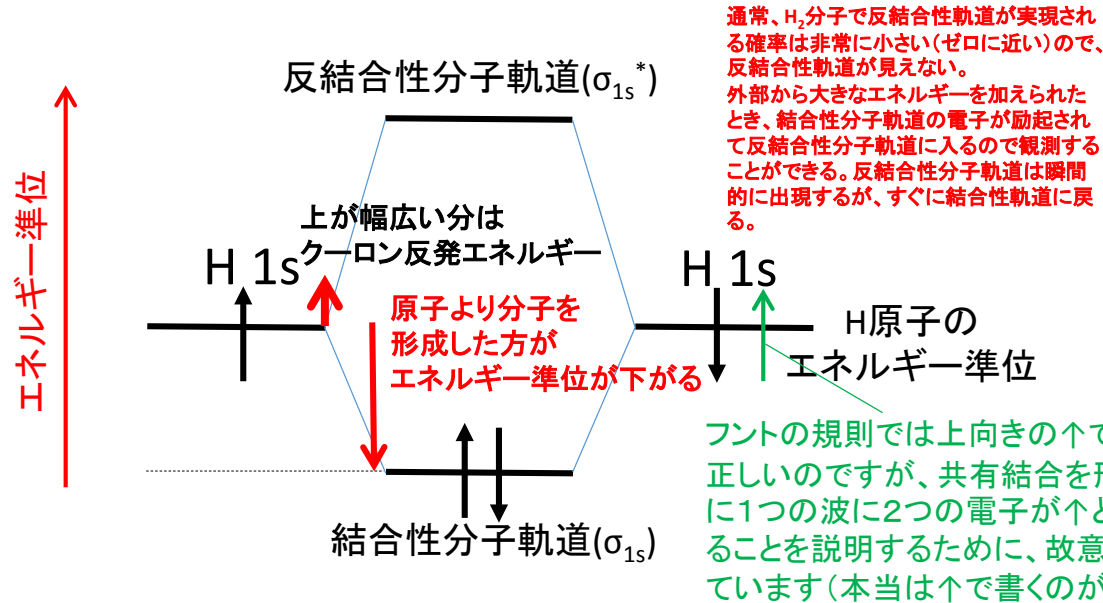 通常、H₂分子で反結合性軌道が実現され
る確率は非常に小さい(ゼロに近い)ので、
反結合性軌道が見えない。
外部から大きなエネルギーを加えられた
とき、結合性分子軌道の電子が励起され
て反結合性分子軌道に入るので観測する
ことができる。反結合性分子軌道は瞬間
的に出現するが、すぐに結合性軌道に戻
る。
反結合性分子軌道(σ₁ₛ*)
エネルギー準位
上が幅広い分は
クーロン反発エネルギー
H 1s
H 1s
原子より分子を
形成した方が
エネルギー準位が下がる
H原子の
エネルギー準位
結合性分子軌道(σ₁ₛ)
フントの規則では上向きの↑で
正しいのですが、共有結合を形
に1つの波に2つの電子が↑と
ることを説明するために、故意
ています(本当は↑で書くのが